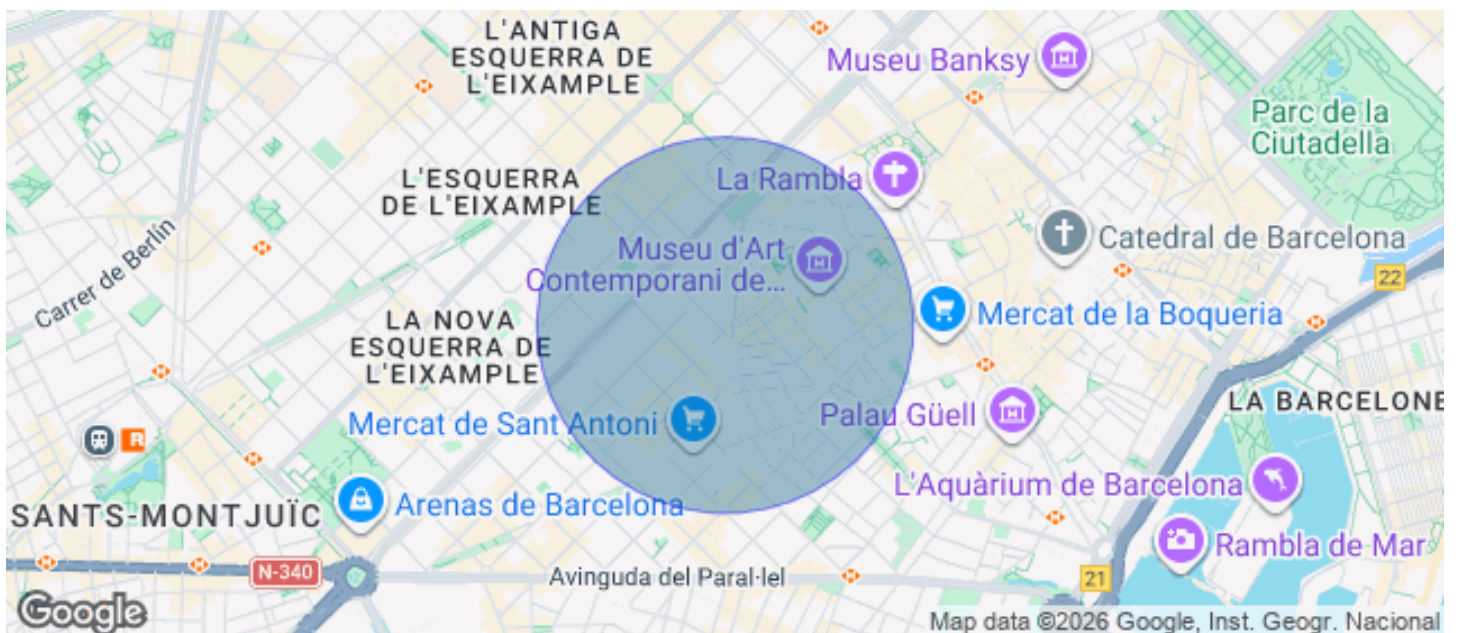 L'ANTIGA
ESQUERRA DE
L'EIXAMPLE
Museu Banksy
Parc de la
Ciutadella
L'ESQUERRA
DE L'EIXAMPLE
La Rambla
Carrer de Berlín
Museu d'Art
Contemporani de...
Catedral de Barcelona
22
LA NOVA
ESQUERRA DE
L'EIXAMPLE
Mercat de la Boqueria
Mercat de Sant Antoni
Palau Güell
LA BARCELONE
R
L'Aquàrium de Barcelona
SANTS-MONTJUÏC
Arenas de Barcelona
Rambla de Mar
N-340
Avinguda del Paral·lel
21
Google
Map data ©2026 Google, Inst. Geogr. Nacional